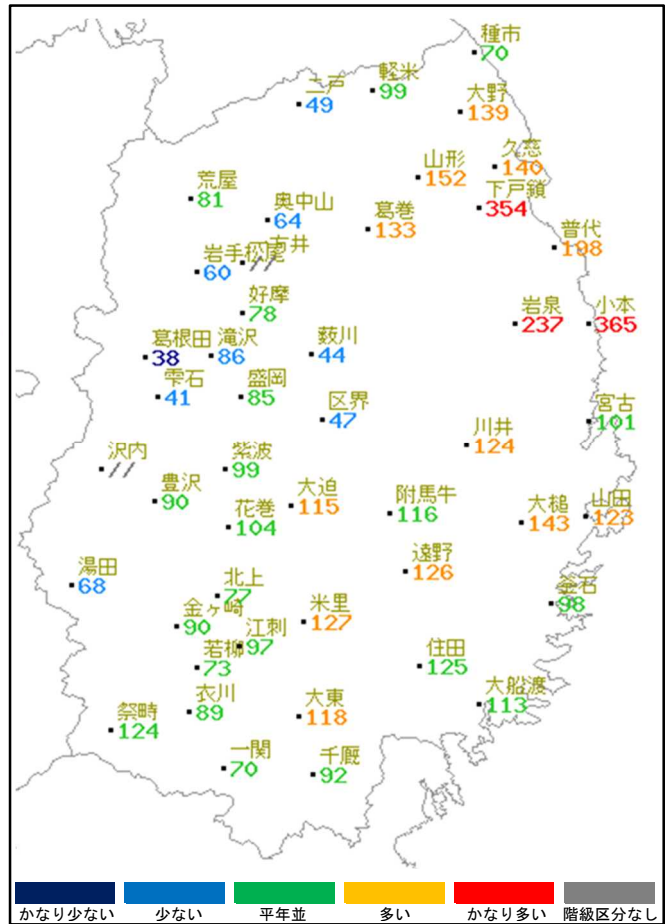 種市
70
軽米
99
二戸
49
大野
139
久慈
140
山形
152
下戸鎖
354
荒屋
81
奥中山
64
葛巻
133
普代
198
岩手松尾
60
//
好摩
78
岩泉
237
小本
365
葛根田
38
滝沢
86
薮川
44
雫石
41
盛岡
85
区界
47
宮古
101
川井
124
沢内
//
紫波
99
豊沢
90
大迫
115
附馬牛
116
花巻
104
大槌
143
山田
123
遠野
126
湯田
68
北上
77
釜石
98
金ヶ崎
90
米里
127
江刺
97
若柳
73
住田
125
衣川
89
大東
118
大船渡
113
祭畤
124
一関
70
千厩
92
かなり少ない 少ない 平年並 多い かなり多い 階級区分なし